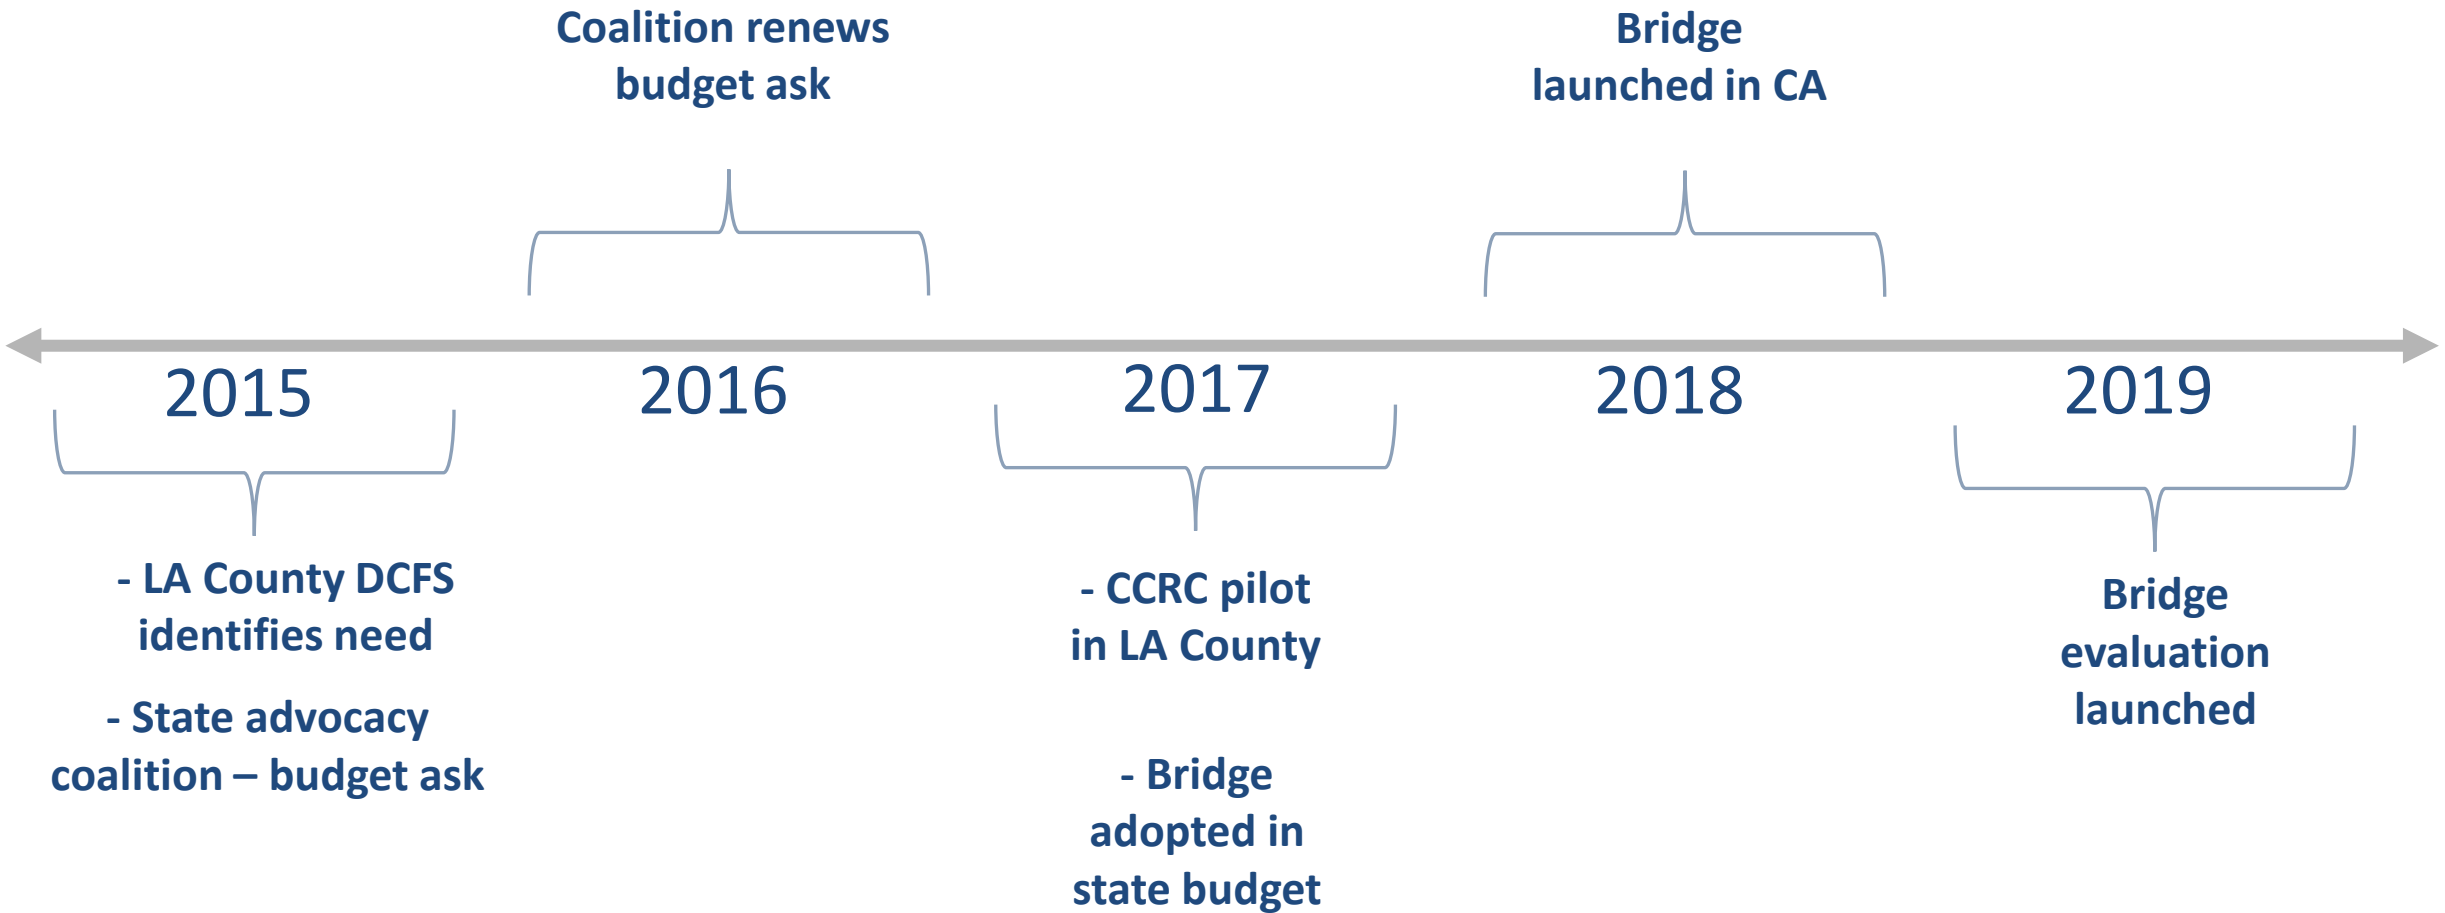 Coalition renews
budget ask
Bridge
launched in CA
2015
2016
2017
2018
2019
- LA County DCFS
identifies need
- State advocacy
coalition – budget ask
- CCRC pilot
in LA County
- Bridge
adopted in
state budget
Bridge
evaluation
launched